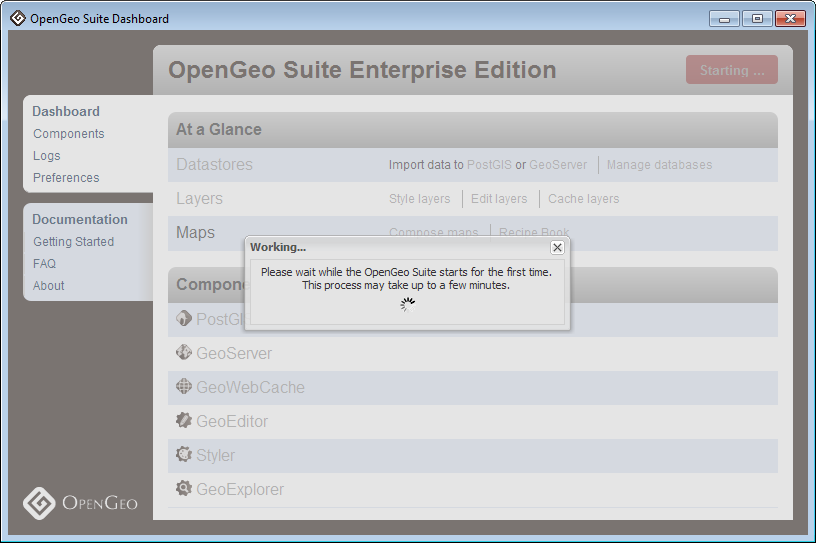 OpenGeo Suite Dashboard
OpenGeo Suite Enterprise Edition
Starting ...
Dashboard
Components
Logs
Preferences
Documentation
Getting Started
FAQ
About
At a Glance
Datastores Import data to PostGIS or GeoServer Manage databases
Layers Style layers Edit layers Cache layers
Maps Compose maps Recipe Book
Working...
Please wait while the OpenGeo Suite starts for the first time.
This process may take up to a few minutes.
Compone
PostGI
GeoServer
GeoWebCache
GeoEditor
Styler
GeoExplorer
OPENGEO